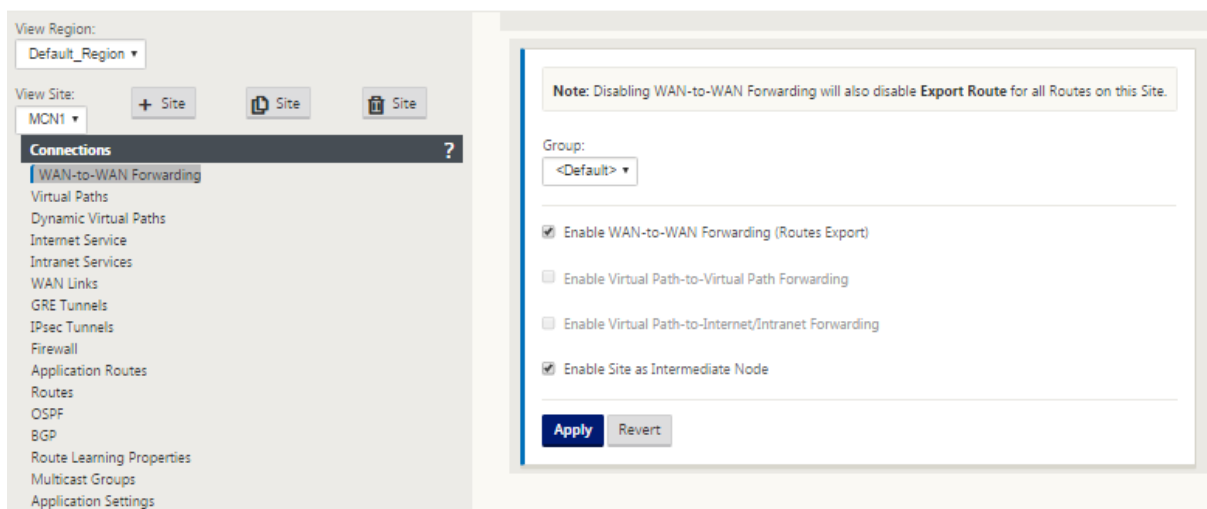 View Region:
Default_Region
View Site:
MCN1
+ Site
Site
Site
Connections ?
WAN-to-WAN Forwarding
Virtual Paths
Dynamic Virtual Paths
Internet Service
Intranet Services
WAN Links
GRE Tunnels
IPsec Tunnels
Firewall
Application Routes
Routes
OSPF
BGP
Route Learning Properties
Multicast Groups
Application Settings
Note: Disabling WAN-to-WAN Forwarding will also disable Export Route for all Routes on this Site.
Group:
<Default>
Enable WAN-to-WAN Forwarding (Routes Export)
Enable Virtual Path-to-Virtual Path Forwarding
Enable Virtual Path-to-Internet/Intranet Forwarding
Enable Site as Intermediate Node
Apply Revert